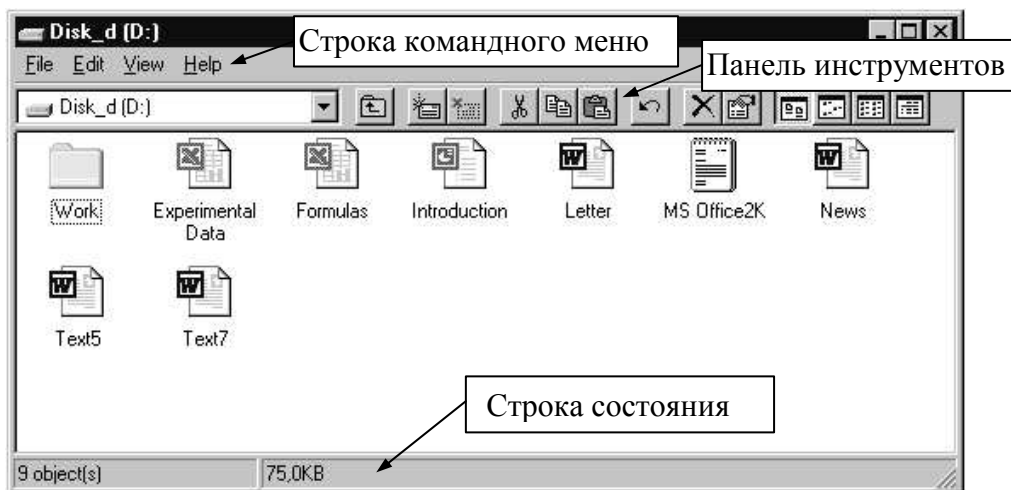 Disk_d (D:)
Строка командного меню
File Edit View Help
Панель инструментов
Disk_d (D:)
Work
Experimental
Data
Formulas
Introduction
Letter
MS Office2K
News
Text5
Text7
Строка состояния
9 object(s)
75,0KB